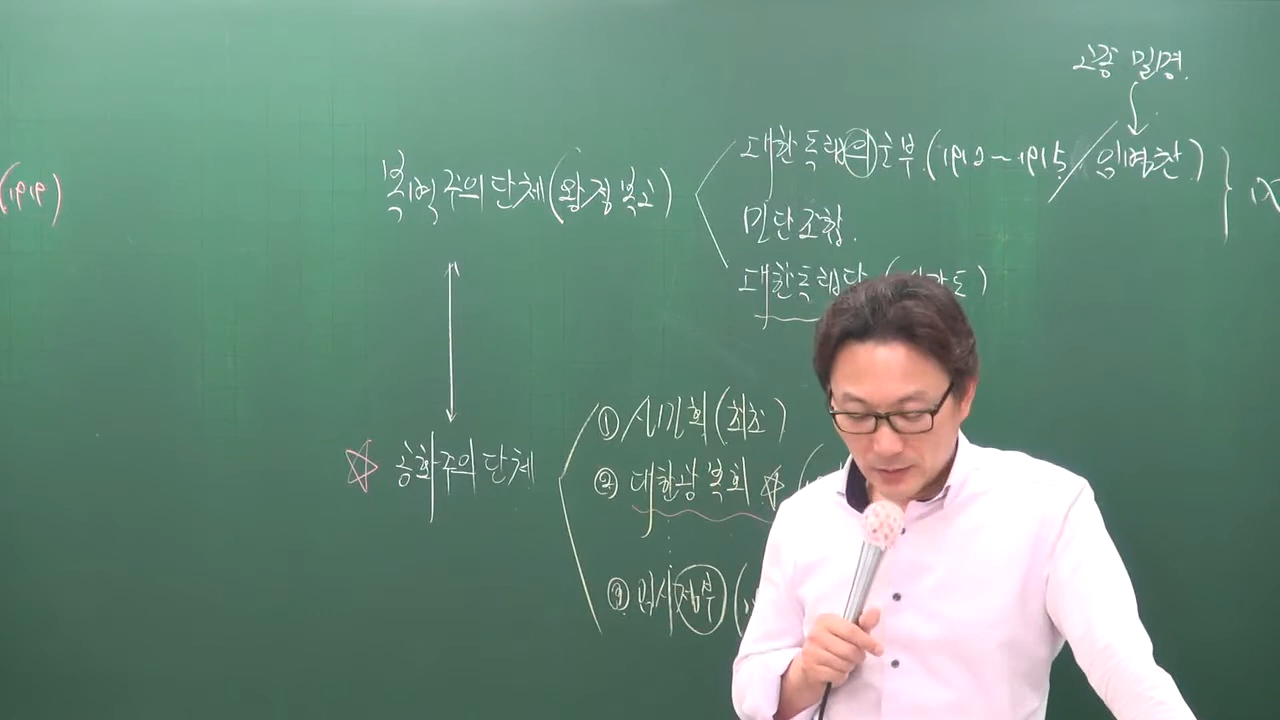 고종 밀명
(1919)
복벽주의단체(왕정복고)
대한독립의군부(1912~1915/임병찬)
민단조합
대한독립단
☆ 공화주의단체
① 신민회(최초)
② 대한광복회 ☆
③ 임시정부